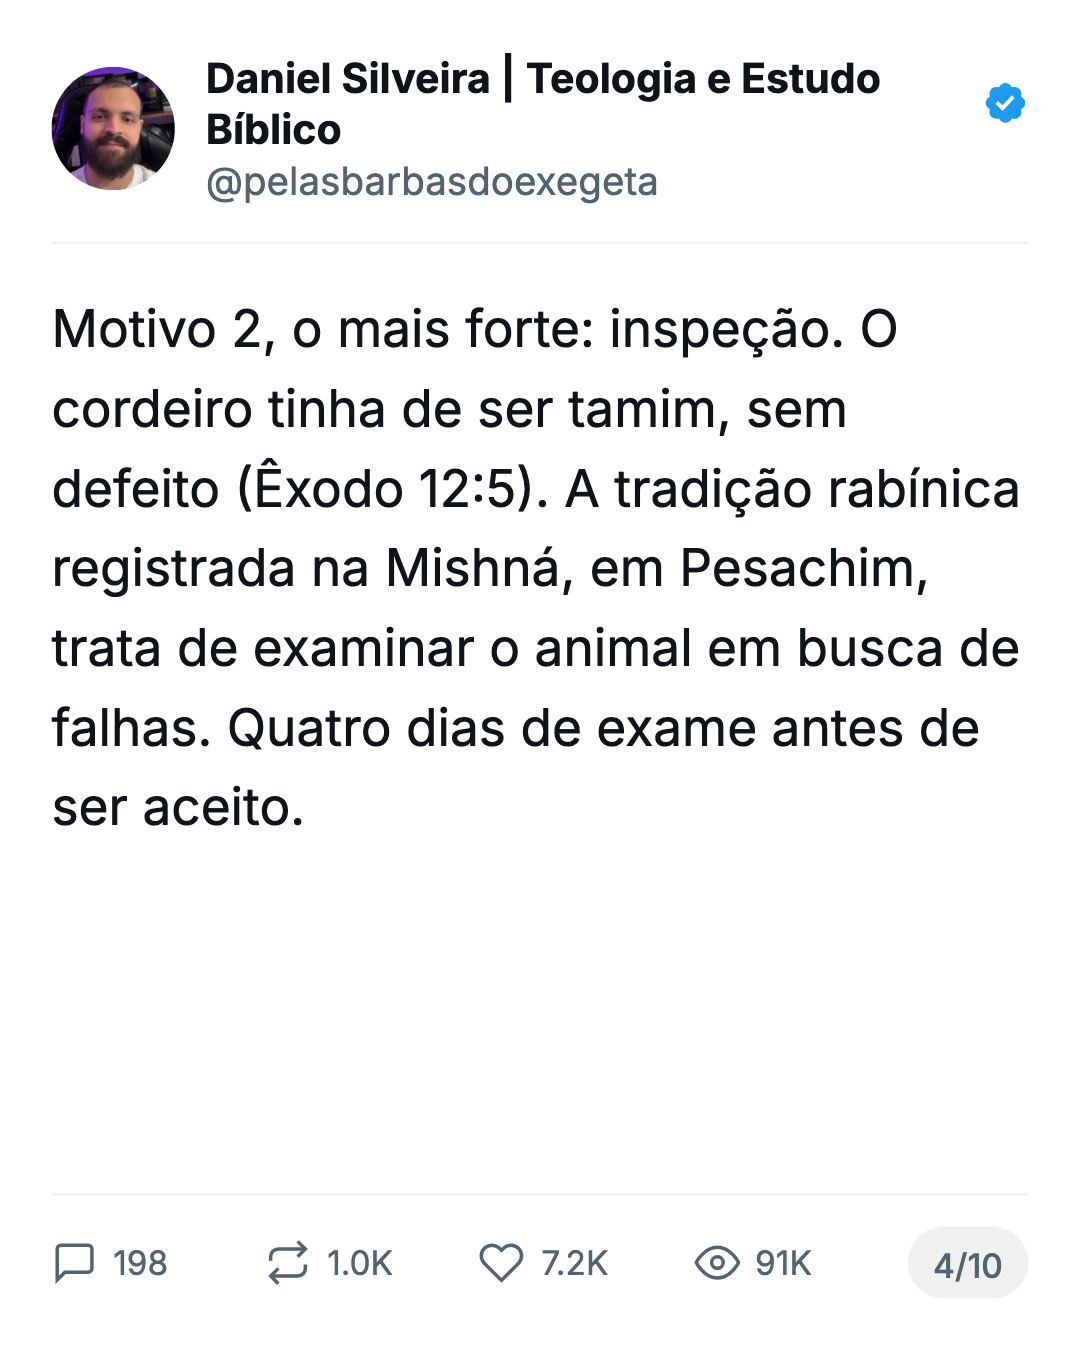 Daniel Silveira | Teologia e Estudo
Bíblico
@pelasbarbasdoexegeta
Motivo 2, o mais forte: inspeção. O
cordeiro tinha de ser tamim, sem
defeito (Êxodo 12:5). A tradição rabínica
registrada na Mishná, em Pesachim,
trata de examinar o animal em busca de
falhas. Quatro dias de exame antes de
ser aceito.
198 1.0K 7.2K 91K 4/10